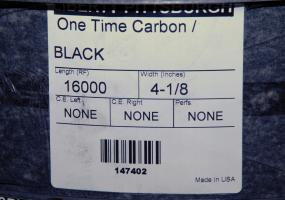 One Time Carbon /
BLACK
Length (RF) Width (Inches)
16000 4-1/8
C.E. Left C.E. Right Perfs.
NONE NONE NONE
147402
Made in USA